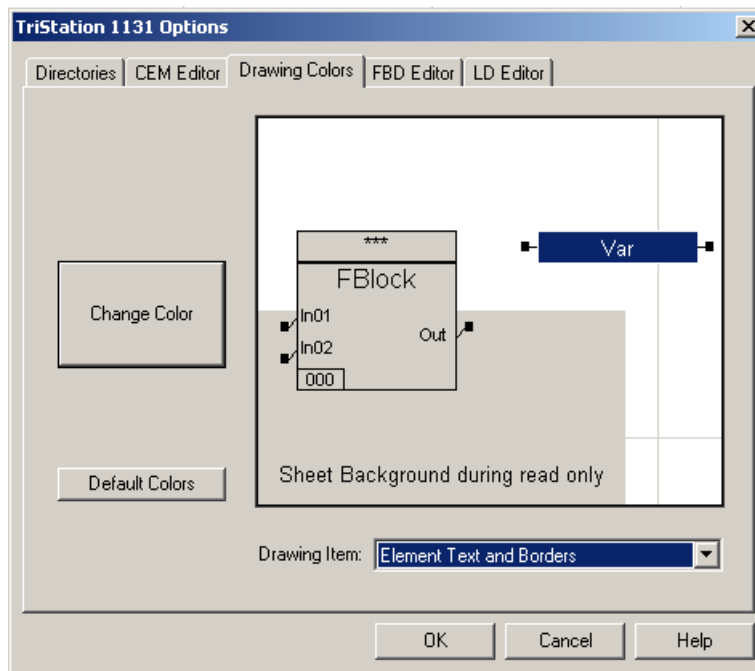 TriStation 1131 Options
Directories CEM Editor Drawing Colors FBD Editor LD Editor
***
Var
FBlock
In01
Out
In02
000
Change Color
Default Colors
Sheet Background during read only
Drawing Item: Element Text and Borders
OK Cancel Help